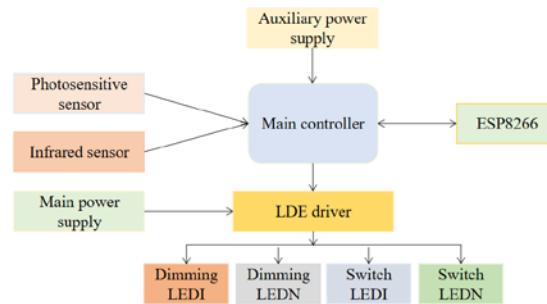 Auxiliary power
supply
Photosensitive
sensor
Main controller
ESP8266
Infrared sensor
Main power
supply
LDE driver
Dimming
LEDI
Dimming
LEDN
Switch
LEDI
Switch
LEDN